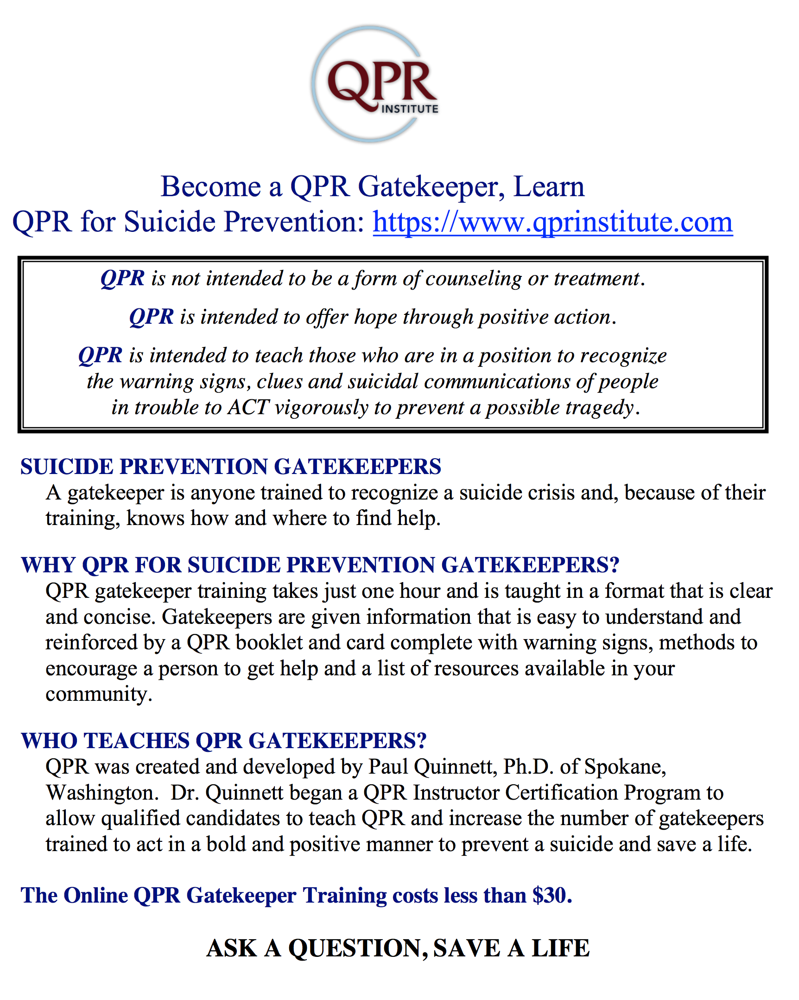 QPR
INSTITUTE
Become a QPR Gatekeeper, Learn
QPR for Suicide Prevention: https://www.qprinstitute.com
QPR is not intended to be a form of counseling or treatment.
QPR is intended to offer hope through positive action.
QPR is intended to teach those who are in a position to recognize
the warning signs, clues and suicidal communications of people
in trouble to ACT vigorously to prevent a possible tragedy.
SUICIDE PREVENTION GATEKEEPERS
A gatekeeper is anyone trained to recognize a suicide crisis and, because of their
training, knows how and where to find help.
WHY QPR FOR SUICIDE PREVENTION GATEKEEPERS?
QPR gatekeeper training takes just one hour and is taught in a format that is clear
and concise. Gatekeepers are given information that is easy to understand and
reinforced by a QPR booklet and card complete with warning signs, methods to
encourage a person to get help and a list of resources available in your
community.
WHO TEACHES QPR GATEKEEPERS?
QPR was created and developed by Paul Quinnett, Ph.D. of Spokane,
Washington.  Dr. Quinnett began a QPR Instructor Certification Program to
allow qualified candidates to teach QPR and increase the number of gatekeepers
trained to act in a bold and positive manner to prevent a suicide and save a life.
The Online QPR Gatekeeper Training costs less than $30.
ASK A QUESTION, SAVE A LIFE